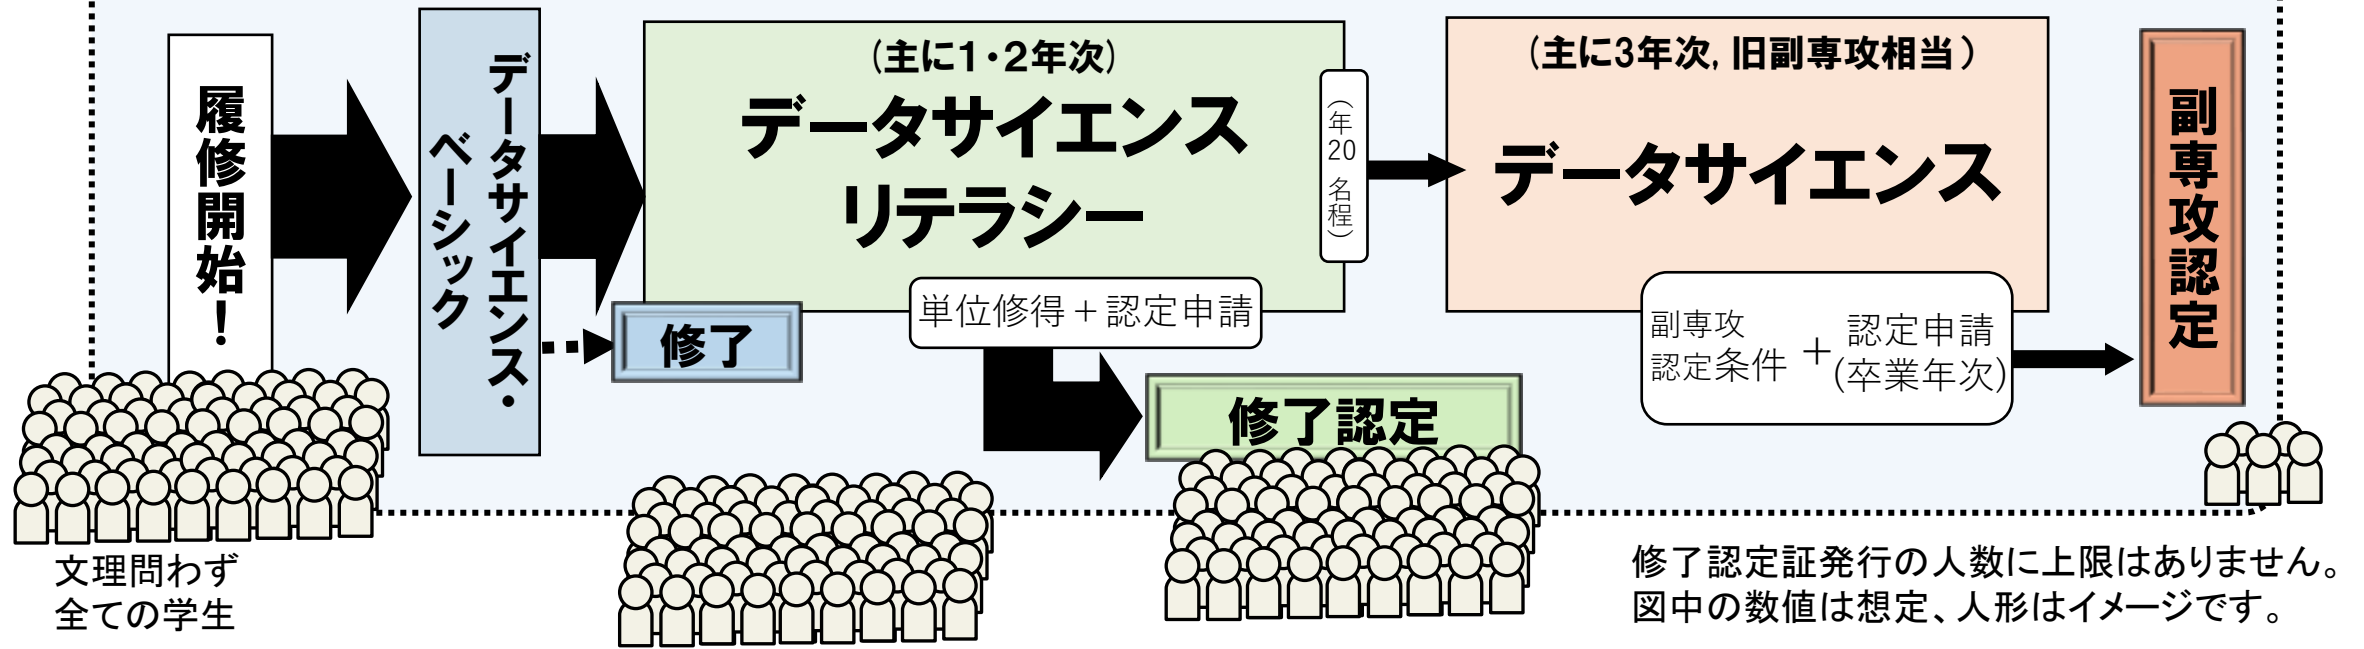 履修開始！
データサイエンス・
ベーシック
(主に1・2年次)
データサイエンス
リテラシー
（年20名程）
修了
単位修得＋認定申請
修了認定
(主に3年次, 旧副専攻相当 )
データサイエンス
副専攻
認定条件
＋
認定申請
(卒業年次)
副専攻認定
文理問わず
全ての学生
修了認定証発行の人数に上限はありません。
図中の数値は想定、人形はイメージです。